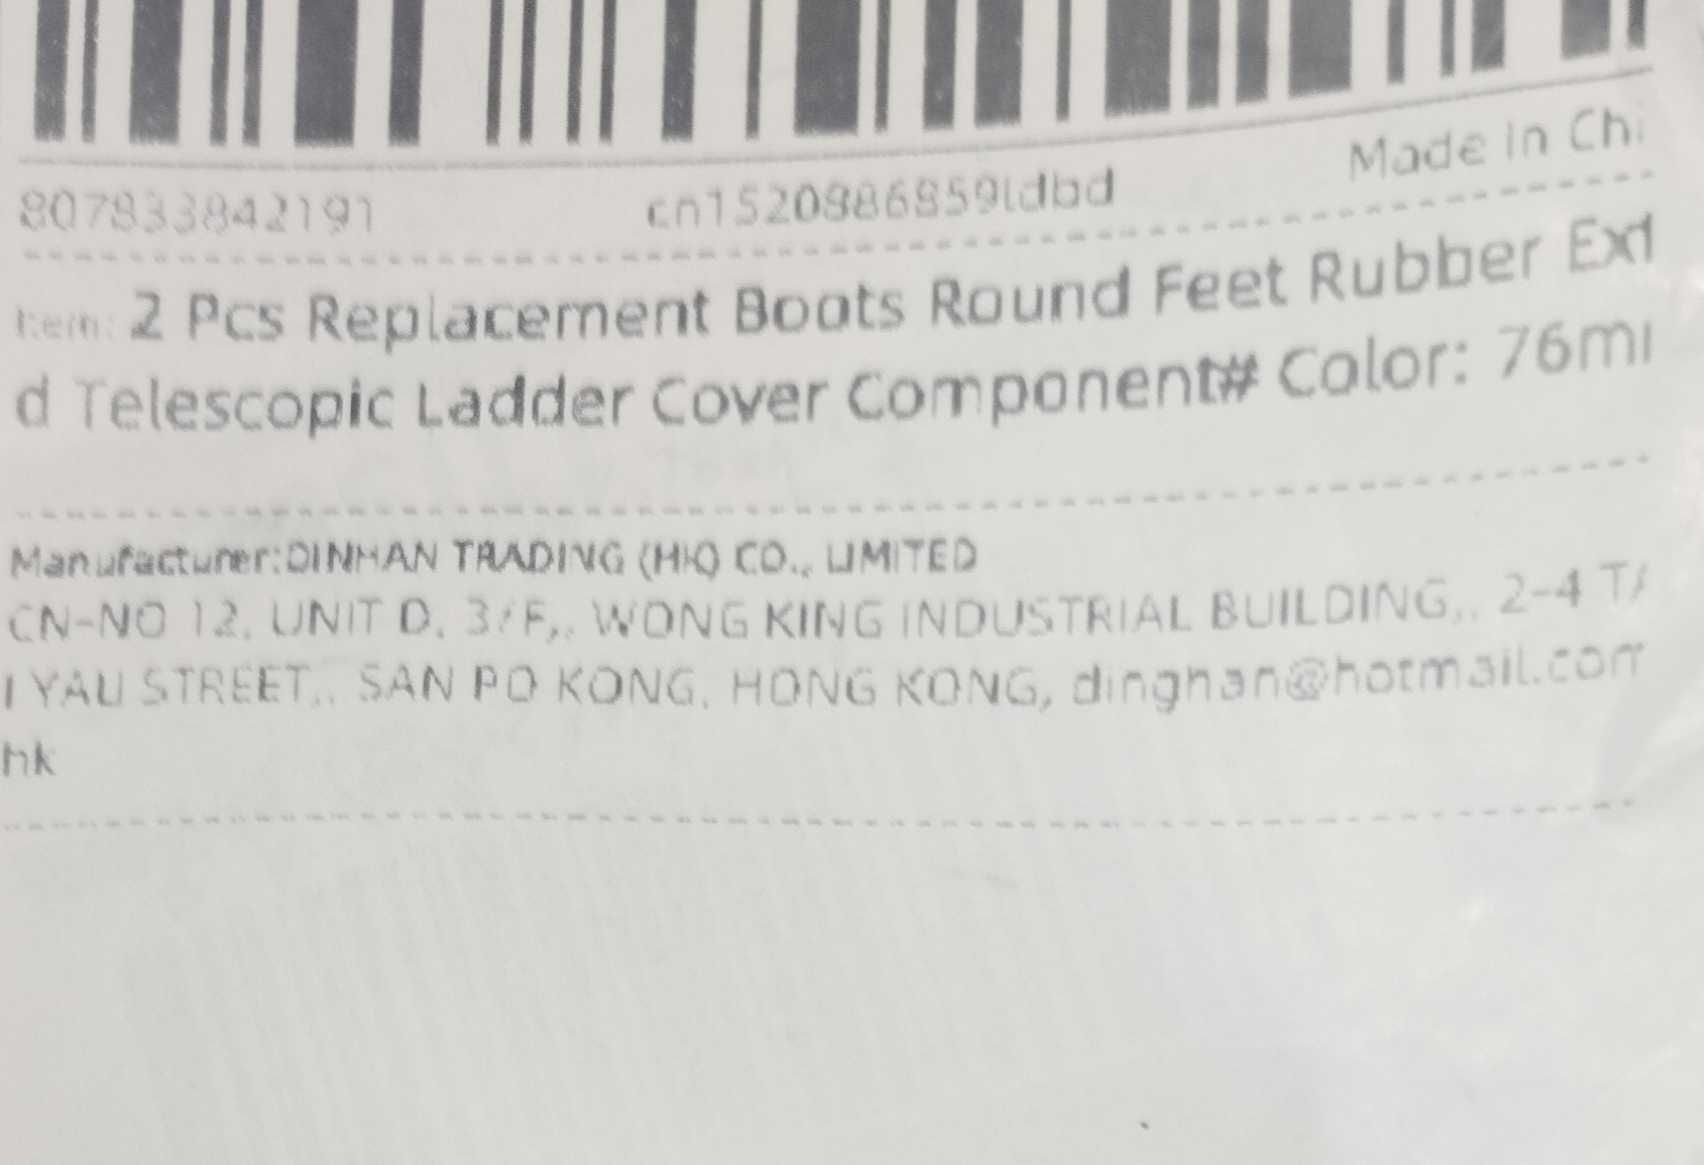 807833842191 cn1520886859ldbd Made in Chi
Item: 2 Pcs Replacement Boots Round Feet Rubber Ext
d Telescopic Ladder Cover Component# Color: 76m
Manufacturer:DINHAN TRADING (HK) CO., LIMITED
CN-NO 12, UNIT D, 3/F,, WONG KING INDUSTRIAL BUILDING,, 2-4 TA
I YAU STREET,, SAN PO KONG, HONG KONG, dinghan@hotmail.com
hk